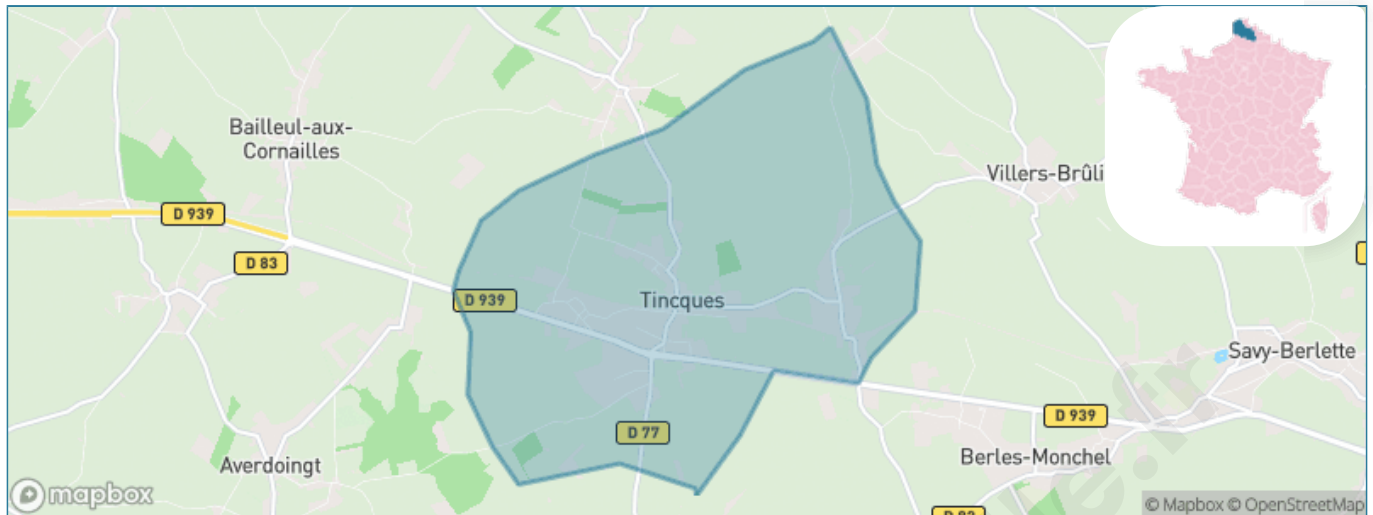 Bailleul-aux-
Cornailles
Villers-Brûli
D 939
D 83
D 939
Tincques
Savy-Berlette
D 939
D 77
Averdoingt
Berles-Monchel
mapbox
© Mapbox © OpenStreetMap